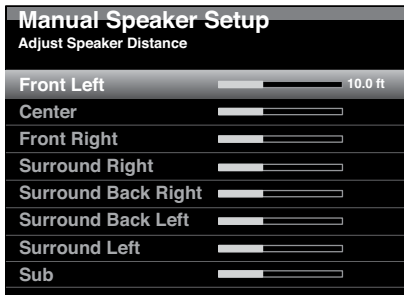 Manual Speaker Setup
Adjust Speaker Distance
Front Left 10.0 ft
Center
Front Right
Surround Right
Surround Back Right
Surround Back Left
Surround Left
Sub